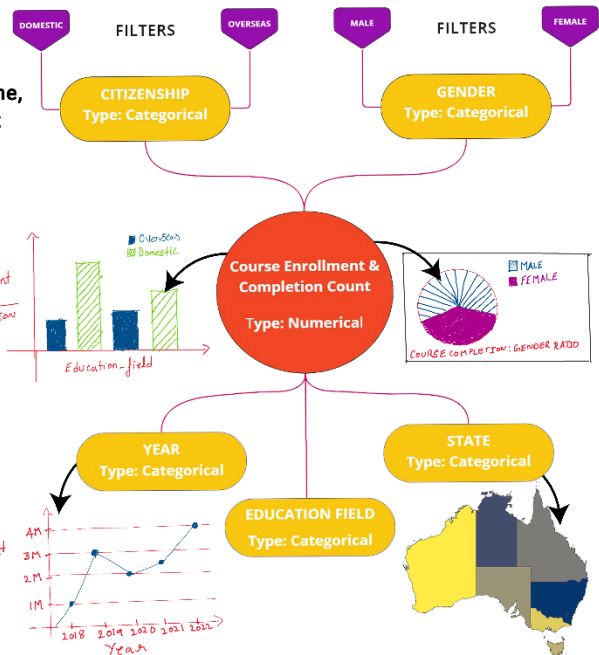 DOMESTIC
FILTERS
OVERSEAS
MALE
FILTERS
FEMALE
CITIZENSHIP
Type: Categorical
GENDER
Type: Categorical
Overseas
Domestic
Education_field
Course Enrollment &
Completion Count
Type: Numerical
MALE
FEMALE
COURSE COMPLETION: GENDER RATIO
YEAR
Type: Categorical
STATE
Type: Categorical
EDUCATION FIELD
Type: Categorical
4M
3M
2M
1M
2018 2019 2020 2021 2022
Year